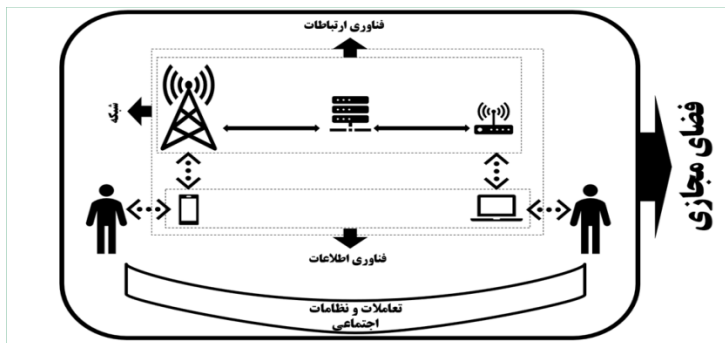 فناوری ارتباطات
شبکه
فضای مجازی
فناوری اطلاعات
تعاملات و نظامات
اجتماعی